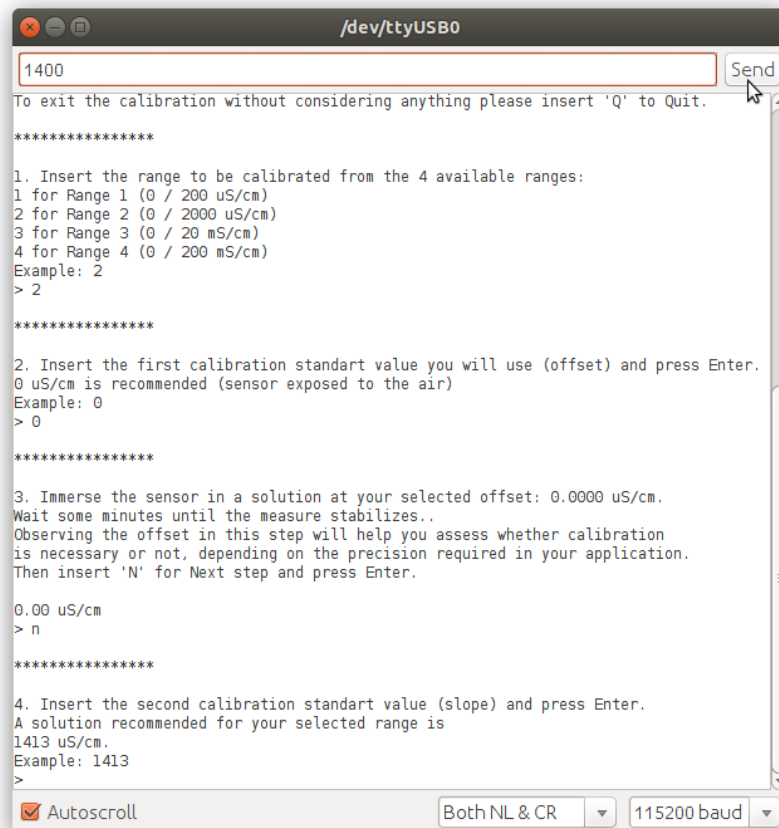 /dev/ttyUSB0
1400
Send
To exit the calibration without considering anything please insert 'Q' to Quit.
****************
1. Insert the range to be calibrated from the 4 available ranges:
1 for Range 1 (0 / 200 uS/cm)
2 for Range 2 (0 / 2000 uS/cm)
3 for Range 3 (0 / 20 mS/cm)
4 for Range 4 (0 / 200 mS/cm)
Example: 2
> 2
****************
2. Insert the first calibration standart value you will use (offset) and press Enter.
0 uS/cm is recommended (sensor exposed to the air)
Example: 0
> 0
****************
3. Immerse the sensor in a solution at your selected offset: 0.0000 uS/cm.
Wait some minutes until the measure stabilizes..
Observing the offset in this step will help you assess whether calibration
is necessary or not, depending on the precision required in your application.
Then insert 'N' for Next step and press Enter.
0.00 uS/cm
> n
****************
4. Insert the second calibration standart value (slope) and press Enter.
A solution recommended for your selected range is
1413 uS/cm.
Example: 1413
>
Autoscroll
Both NL & CR
115200 baud